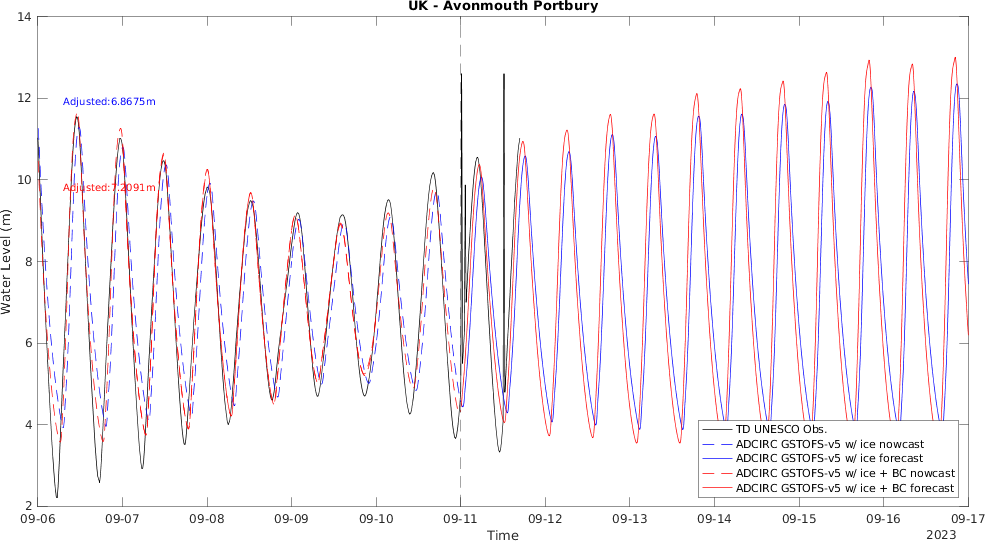 UK - Avonmouth Portbury
14
12
10
8
6
4
2
Water Level (m)
Adjusted:6.8675m
Adjusted:7.2091m
TD UNESCO Obs.
ADCIRC GSTOFS-v5 w/ ice nowcast
ADCIRC GSTOFS-v5 w/ ice forecast
ADCIRC GSTOFS-v5 w/ ice + BC nowcast
ADCIRC GSTOFS-v5 w/ ice + BC forecast
09-06 09-07 09-08 09-09 09-10 09-11 09-12 09-13 09-14 09-15 09-16 09-17
Time
2023